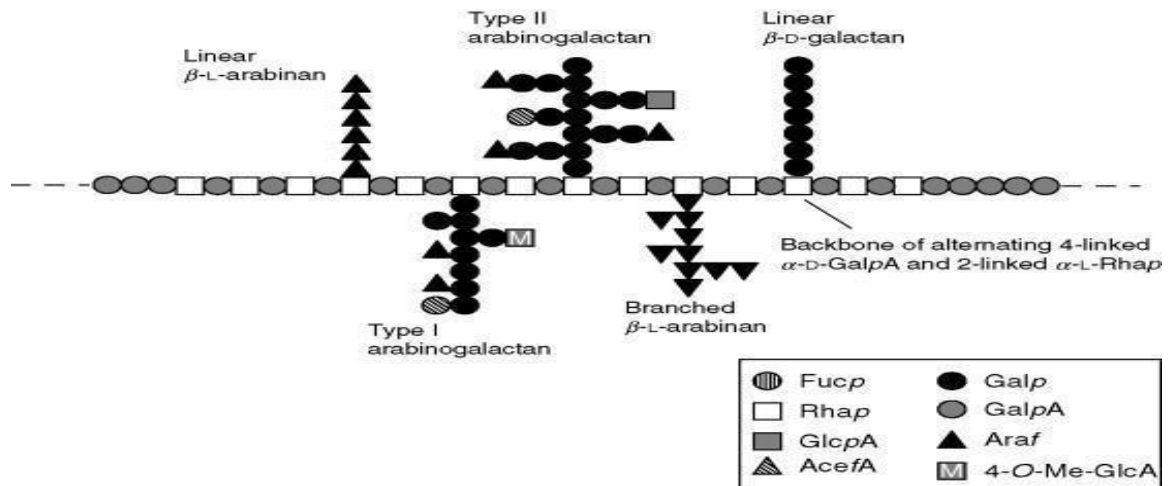 Type II
arabinogalactan
Linear
β-D-galactan
Linear
β-L-arabinan
Backbone of alternating 4-linked
α-D-GalpA and 2-linked α-L-Rhap
M
Type I
arabinogalactan
Branched
β-L-arabinan
Fucp
Galp
Rhap
GalpA
GlcpA
Araf
AcefA
M 4-O-Me-GlcA